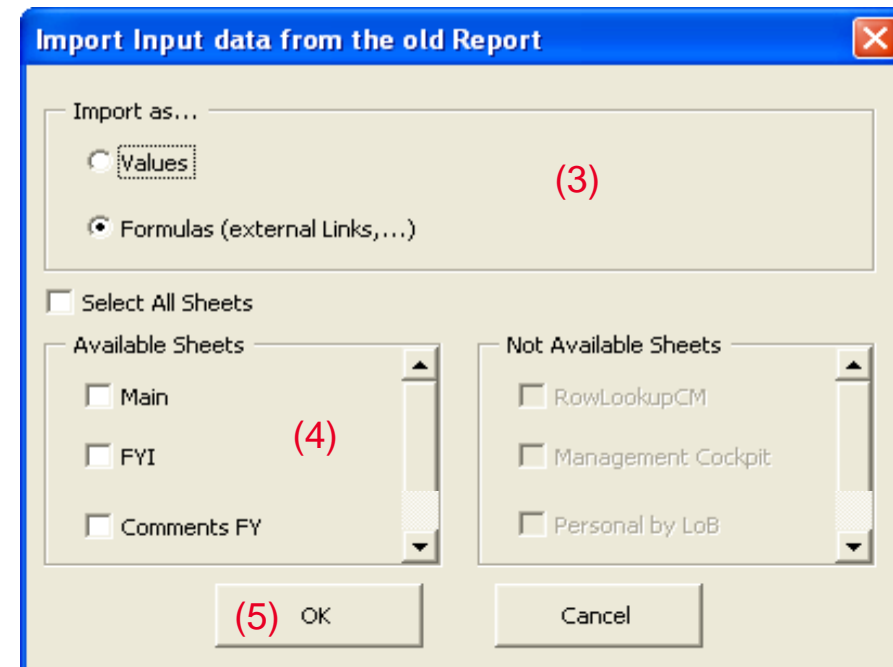 Import Input data from the old Report
Import as...
Values
(3)
Formulas (external Links,...)
Select All Sheets
Available Sheets
Main
FYI
(4)
Comments FY
Not Available Sheets
RowLookupCM
Management Cockpit
Personal by LoB
(5) OK
Cancel